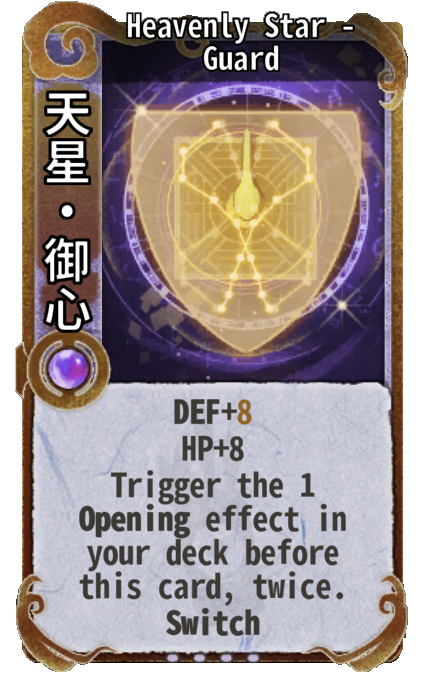 Heavenly Star -
Guard
天星・御心
DEF+8
HP+8
Trigger the 1
Opening effect in
your deck before
this card, twice.
Switch